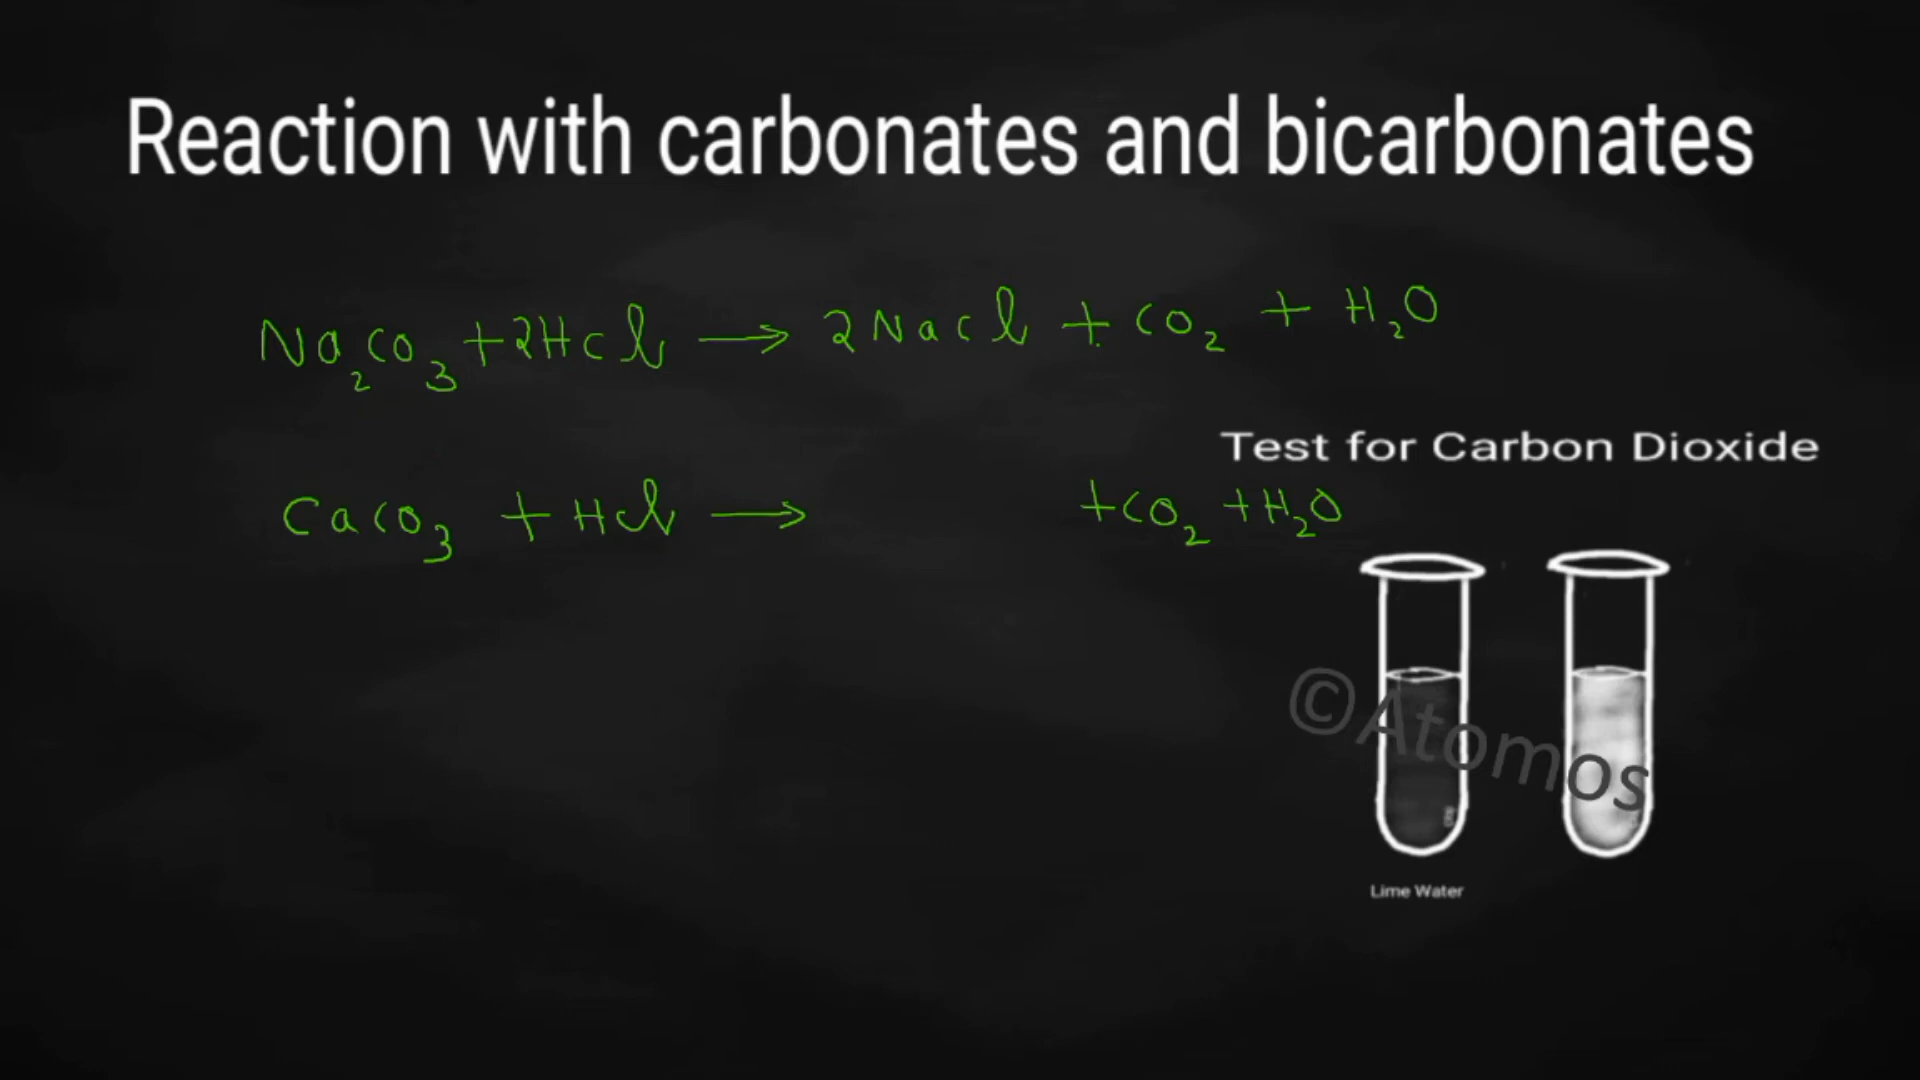 Reaction with carbonates and bicarbonates
Na₂CO₃ + 2HCl → 2NaCl + CO₂ + H₂O
Test for Carbon Dioxide
CaCO₃ + HCl → + CO₂ + H₂O
©Atomos
Lime Water